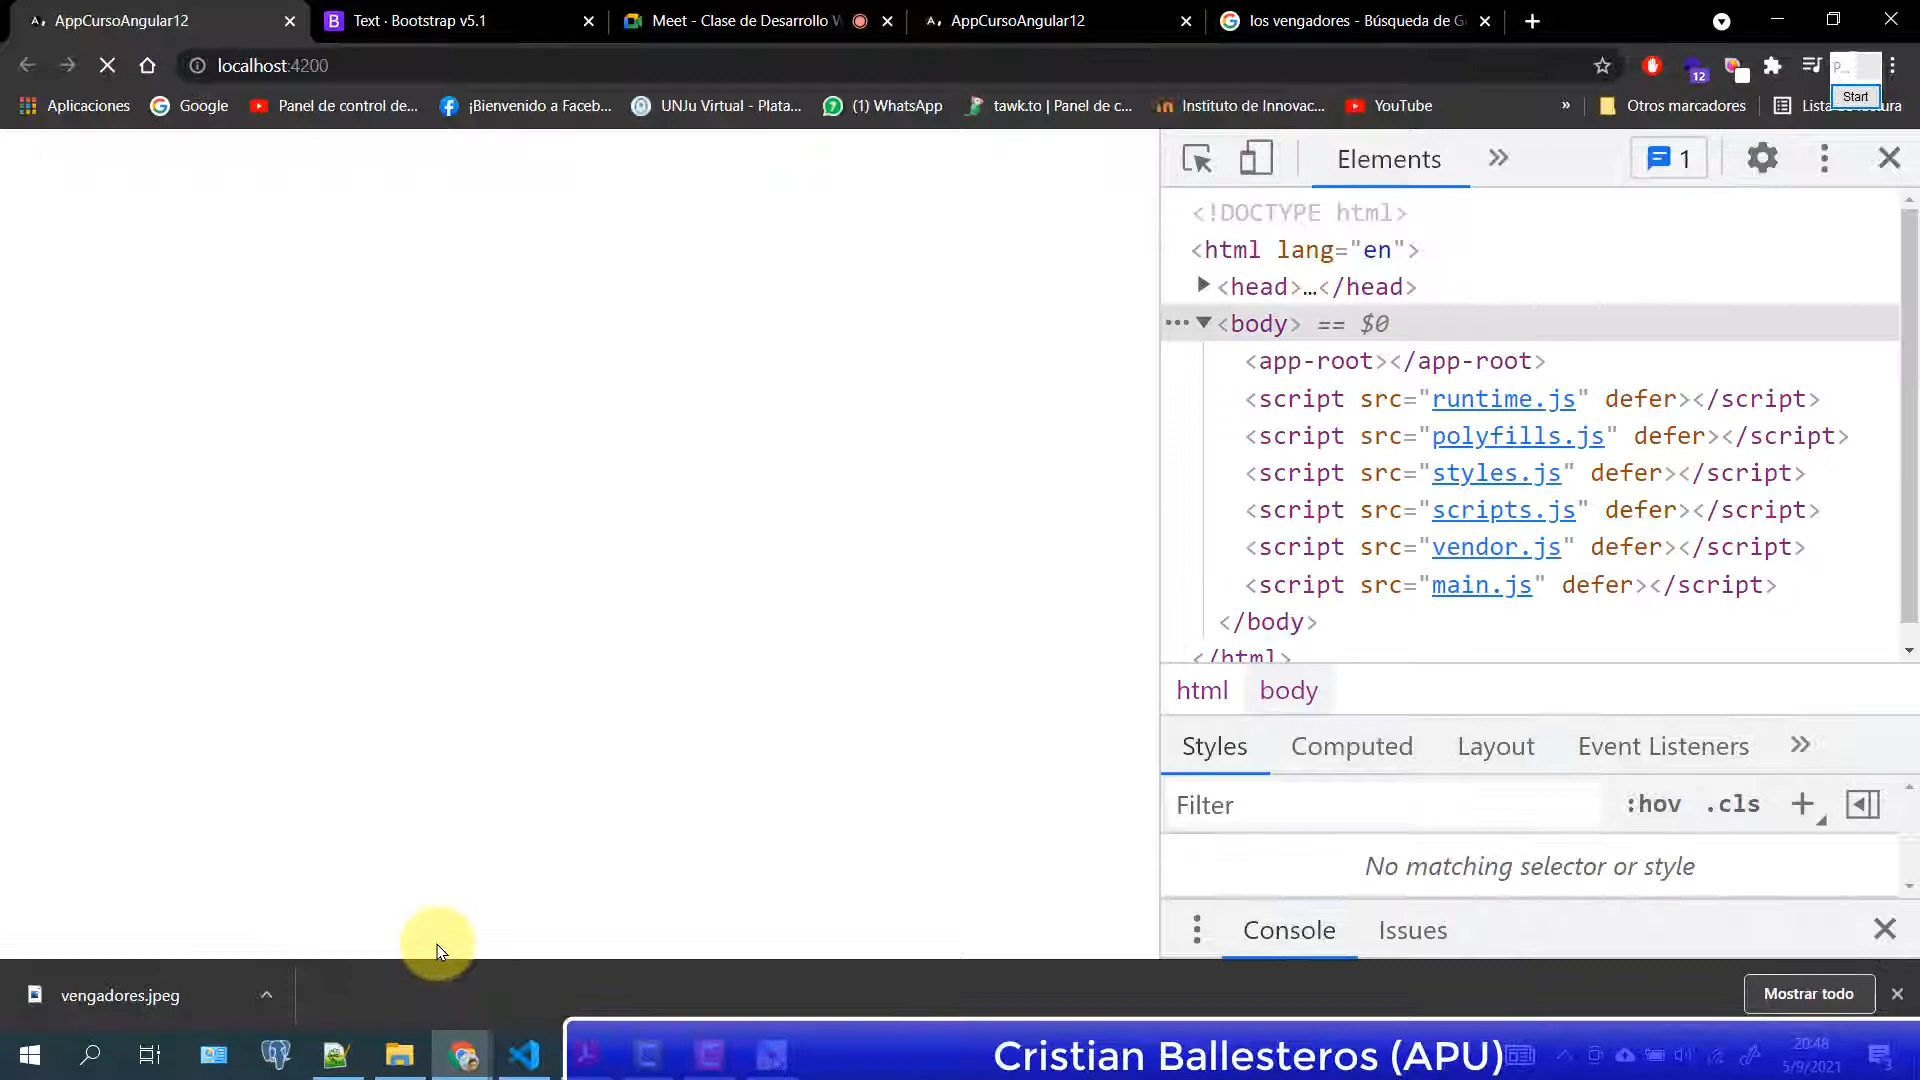 AppCursoAngular12
Text · Bootstrap v5.1
Meet - Clase de Desarrollo W
AppCursoAngular12
los vengadores - Búsqueda de G
localhost:4200
12
P...
Start
Aplicaciones
Google
Panel de control de...
¡Bienvenido a Faceb...
UNJu Virtual - Plata...
(1) WhatsApp
tawk.to | Panel de c...
Instituto de Innovac...
YouTube
»
Otros marcadores
Lista de lectura
Elements
1
<!DOCTYPE html>
<html lang="en">
<head>…</head>
<body> == $0
<app-root></app-root>
<script src="runtime.js" defer></script>
<script src="polyfills.js" defer></script>
<script src="styles.js" defer></script>
<script src="scripts.js" defer></script>
<script src="vendor.js" defer></script>
<script src="main.js" defer></script>
</body>
</html>
html body
Styles Computed Layout Event Listeners
Filter
:hov .cls
No matching selector or style
Console Issues
vengadores.jpeg
Mostrar todo
Cristian Ballesteros (APU)
20:48
5/9/2021
3